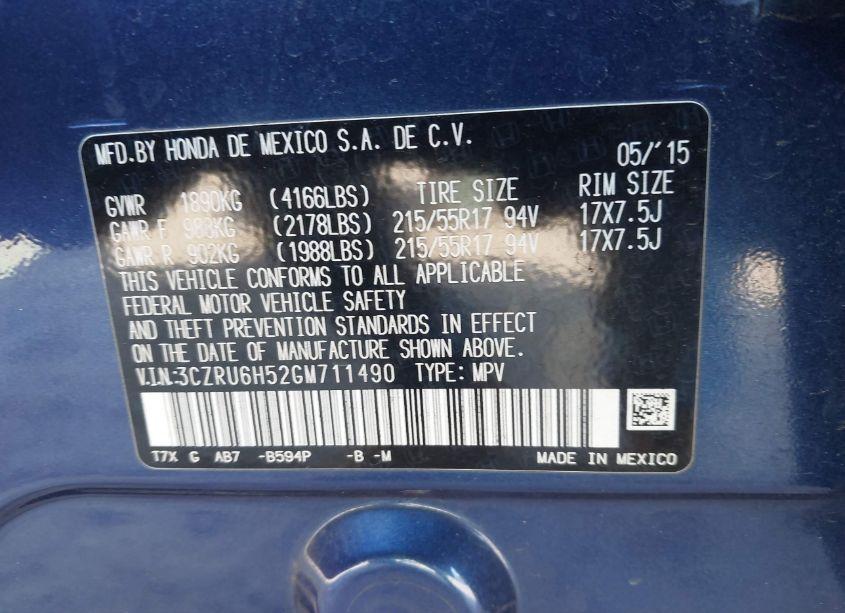 MFD.BY HONDA DE MEXICO S.A. DE C.V. 05/'15
GVWR 1890KG (4166LBS) TIRE SIZE RIM SIZE
GAWR F 988KG (2178LBS) 215/55R17 94V 17X7.5J
GAWR R 902KG (1988LBS) 215/55R17 94V 17X7.5J
THIS VEHICLE CONFORMS TO ALL APPLICABLE
FEDERAL MOTOR VEHICLE SAFETY
AND THEFT PREVENTION STANDARDS IN EFFECT
ON THE DATE OF MANUFACTURE SHOWN ABOVE.
V.I.N:3CZRU6H52GM711490 TYPE: MPV
T7X G AB7 -B594P -B -M MADE IN MEXICO